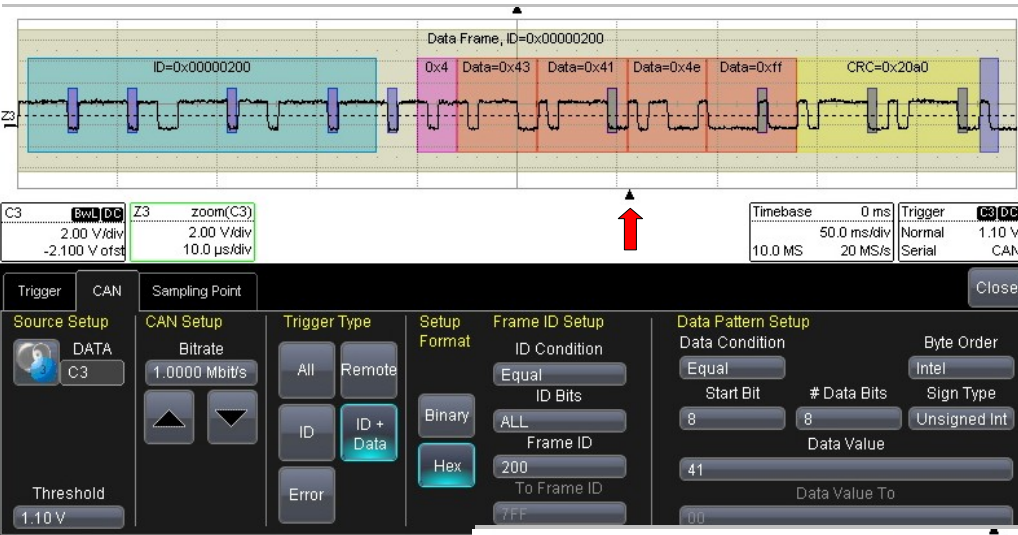 Data Frame, ID=0x00000200
ID=0x00000200 0x4 Data=0x43 Data=0x41 Data=0x4e Data=0xff CRC=0x20a0
Z3
C3 BwL DC
2.00 V/div
-2.100 V ofst
Z3 zoom(C3)
2.00 V/div
10.0 µs/div
Timebase 0 ms
50.0 ms/div
10.0 MS 20 MS/s
Trigger C3 DC
Normal 1.10 V
Serial CAN
Trigger CAN Sampling Point Close
Source Setup
DATA
C3
Threshold
1.10 V
CAN Setup
Bitrate
1.0000 Mbit/s
Trigger Type
All Remote
ID ID + Data
Error
Setup Format
Binary
Hex
Frame ID Setup
ID Condition
Equal
ID Bits
ALL
Frame ID
200
To Frame ID
7FF
Data Pattern Setup
Data Condition Byte Order
Equal Intel
Start Bit # Data Bits Sign Type
8 8 Unsigned Int
Data Value
41
Data Value To
00